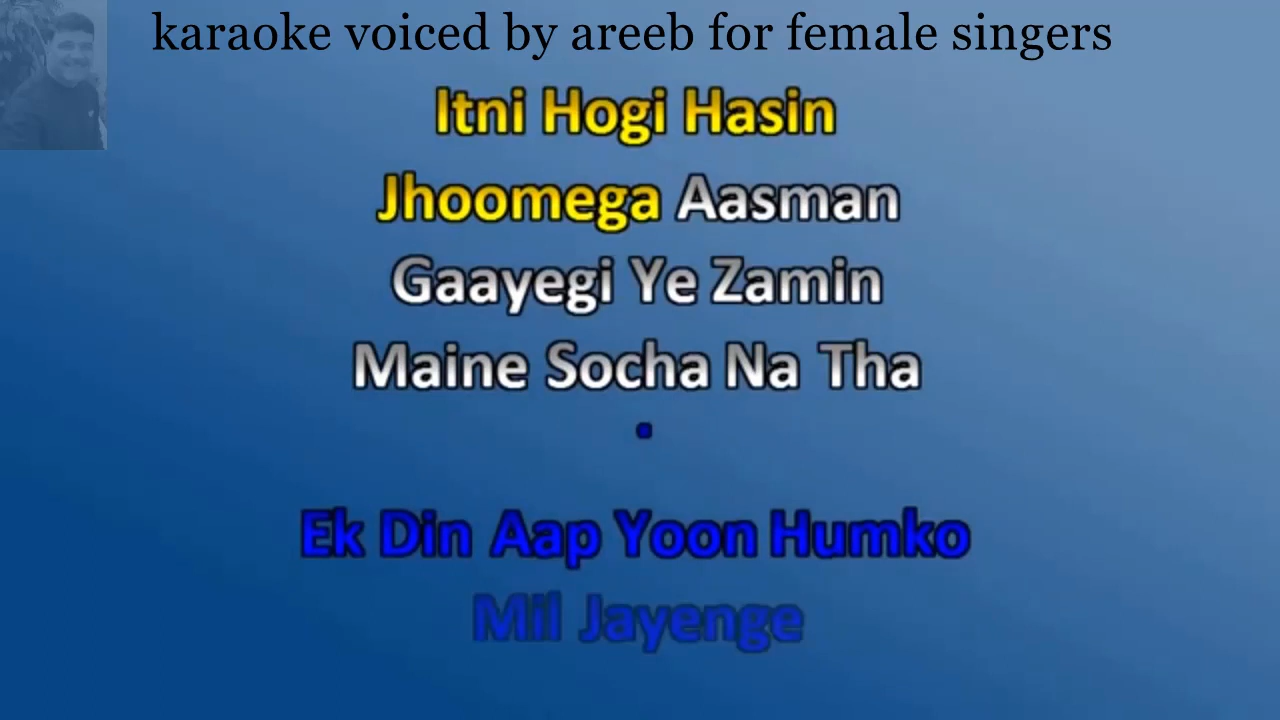 karaoke voiced by areeb for female singers
Itni Hogi Hasin
Jhoomega Aasman
Gaayegi Ye Zamin
Maine Socha Na Tha
.
Ek Din Aap Yoon Humko
Mil Jayenge